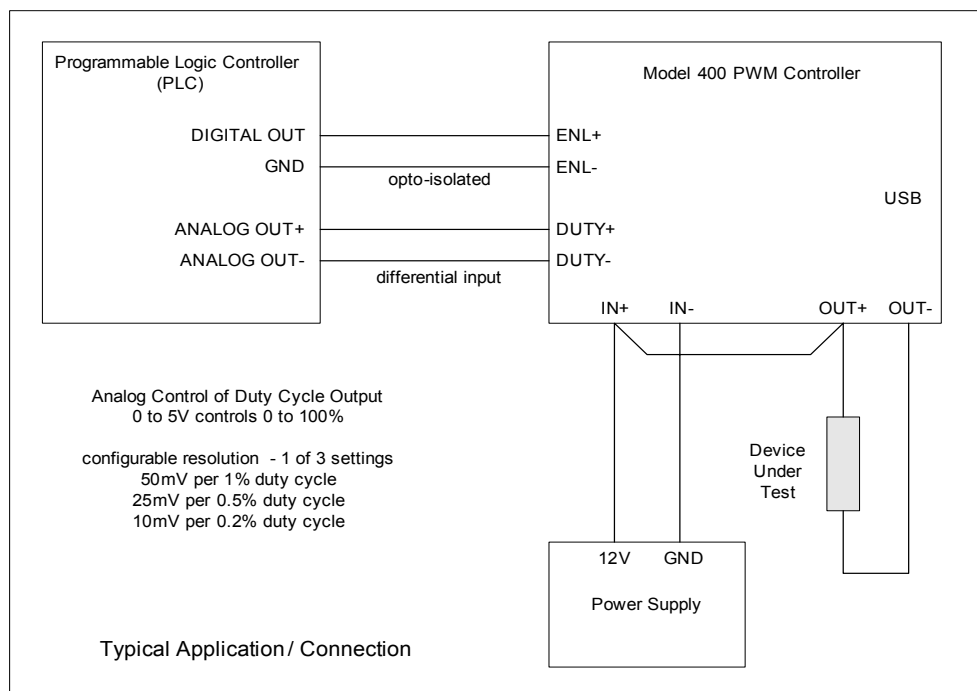 Programmable Logic Controller
(PLC)
DIGITAL OUT
GND
ANALOG OUT+
ANALOG OUT-
opto-isolated
differential input
Model 400 PWM Controller
ENL+
ENL-
DUTY+
DUTY-
USB
IN+
IN-
OUT+
OUT-
Analog Control of Duty Cycle Output
0 to 5V controls 0 to 100%
configurable resolution - 1 of 3 settings
50mV per 1% duty cycle
25mV per 0.5% duty cycle
10mV per 0.2% duty cycle
Device
Under
Test
12V
GND
Power Supply
Typical Application / Connection